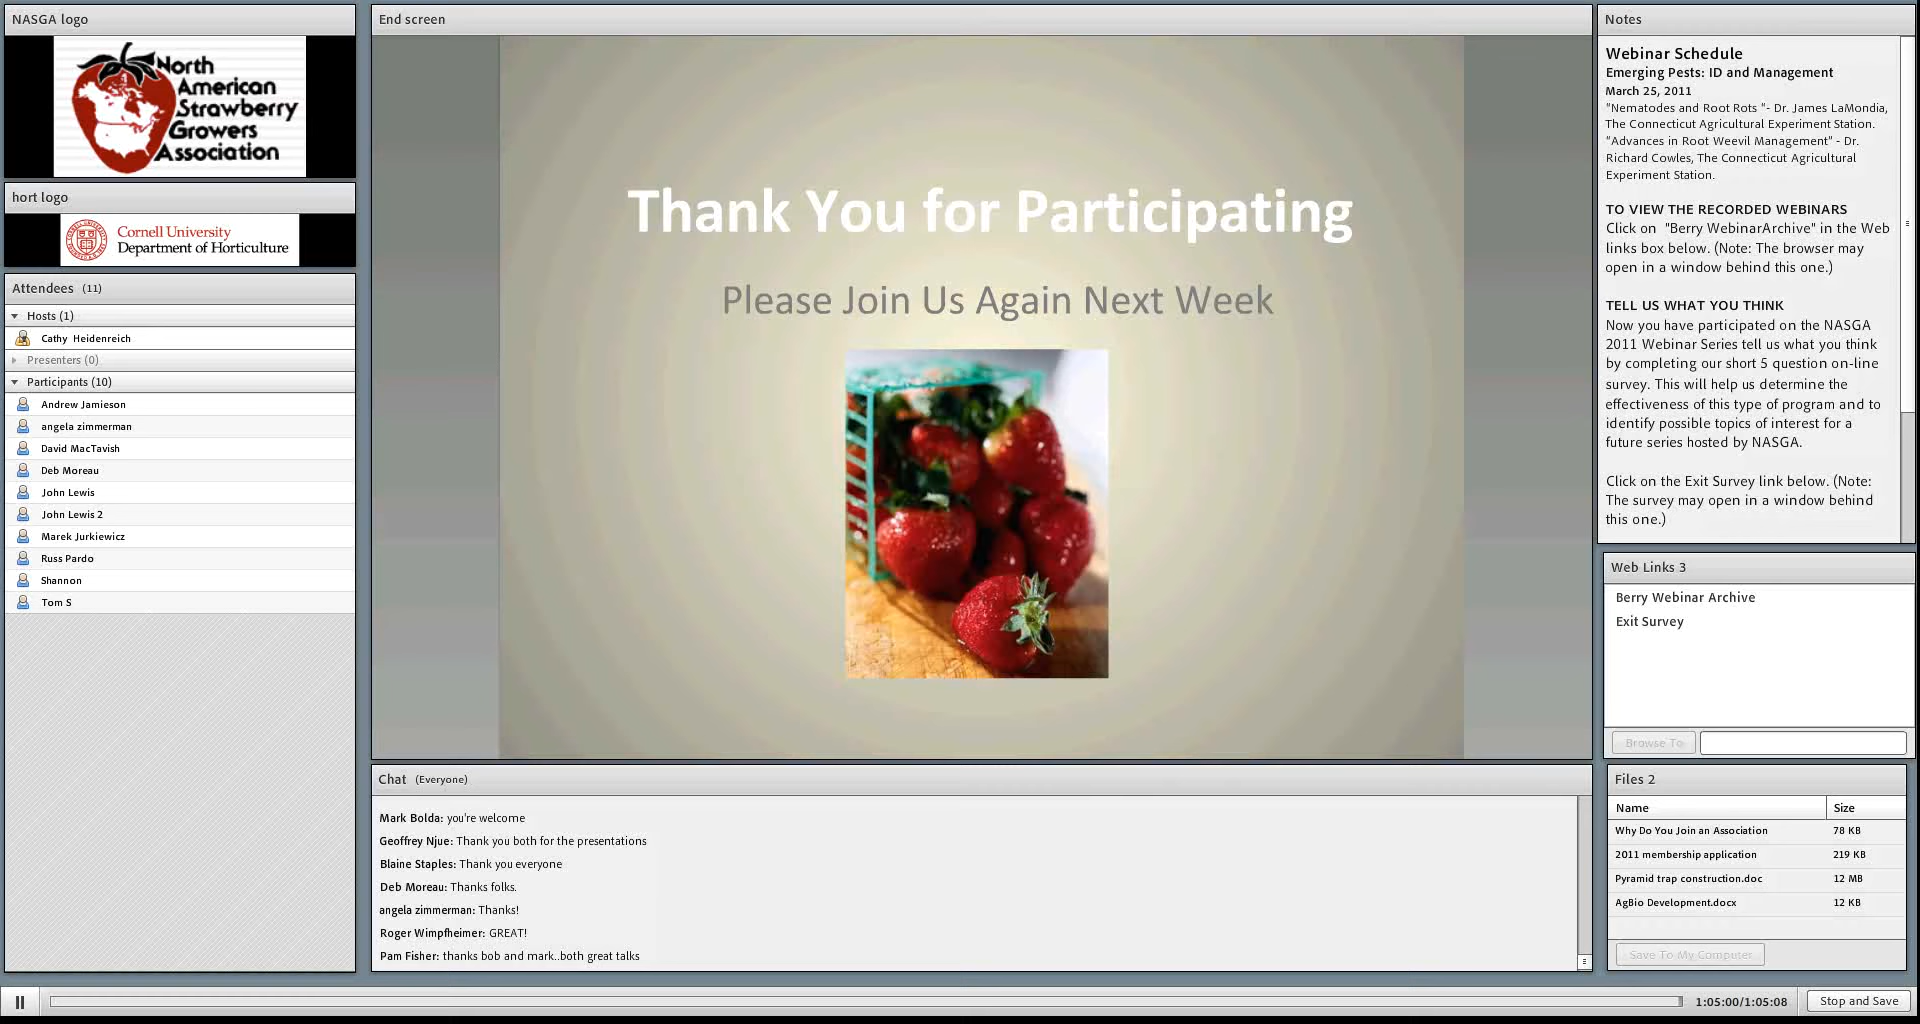 NASGA logo
North
American
Strawberry
Growers
Association
hort logo
Cornell University
Department of Horticulture
Attendees (11)
Hosts (1)
Cathy Heidenreich
Presenters (0)
Participants (10)
Andrew Jamieson
angela zimmerman
David MacTavish
Deb Moreau
John Lewis
John Lewis 2
Marek Jurkiewicz
Russ Pardo
Shannon
Tom S
End screen
Thank You for Participating
Please Join Us Again Next Week
Chat (Everyone)
Mark Bolda: you're welcome
Geoffrey Njue: Thank you both for the presentations
Blaine Staples: Thank you everyone
Deb Moreau: Thanks folks.
angela zimmerman: Thanks!
Roger Wimpfheimer: GREAT!
Pam Fisher: thanks bob and mark..both great talks
Notes
Webinar Schedule
Emerging Pests: ID and Management
March 25, 2011
"Nematodes and Root Rots "- Dr. James LaMondia,
The Connecticut Agricultural Experiment Station.
"Advances in Root Weevil Management" - Dr.
Richard Cowles, The Connecticut Agricultural
Experiment Station.
TO VIEW THE RECORDED WEBINARS
Click on "Berry WebinarArchive" in the Web
links box below. (Note: The browser may
open in a window behind this one.)
TELL US WHAT YOU THINK
Now you have participated on the NASGA
2011 Webinar Series tell us what you think
by completing our short 5 question on-line
survey. This will help us determine the
effectiveness of this type of program and to
identify possible topics of interest for a
future series hosted by NASGA.
Click on the Exit Survey link below. (Note:
The survey may open in a window behind
this one.)
Web Links 3
Berry Webinar Archive
Exit Survey
Browse To
Files 2
Name Size
Why Do You Join an Association 78 KB
2011 membership application 219 KB
Pyramid trap construction.doc 12 MB
AgBio Development.docx 12 KB
Save To My Computer
1:05:00/1:05:08
Stop and Save